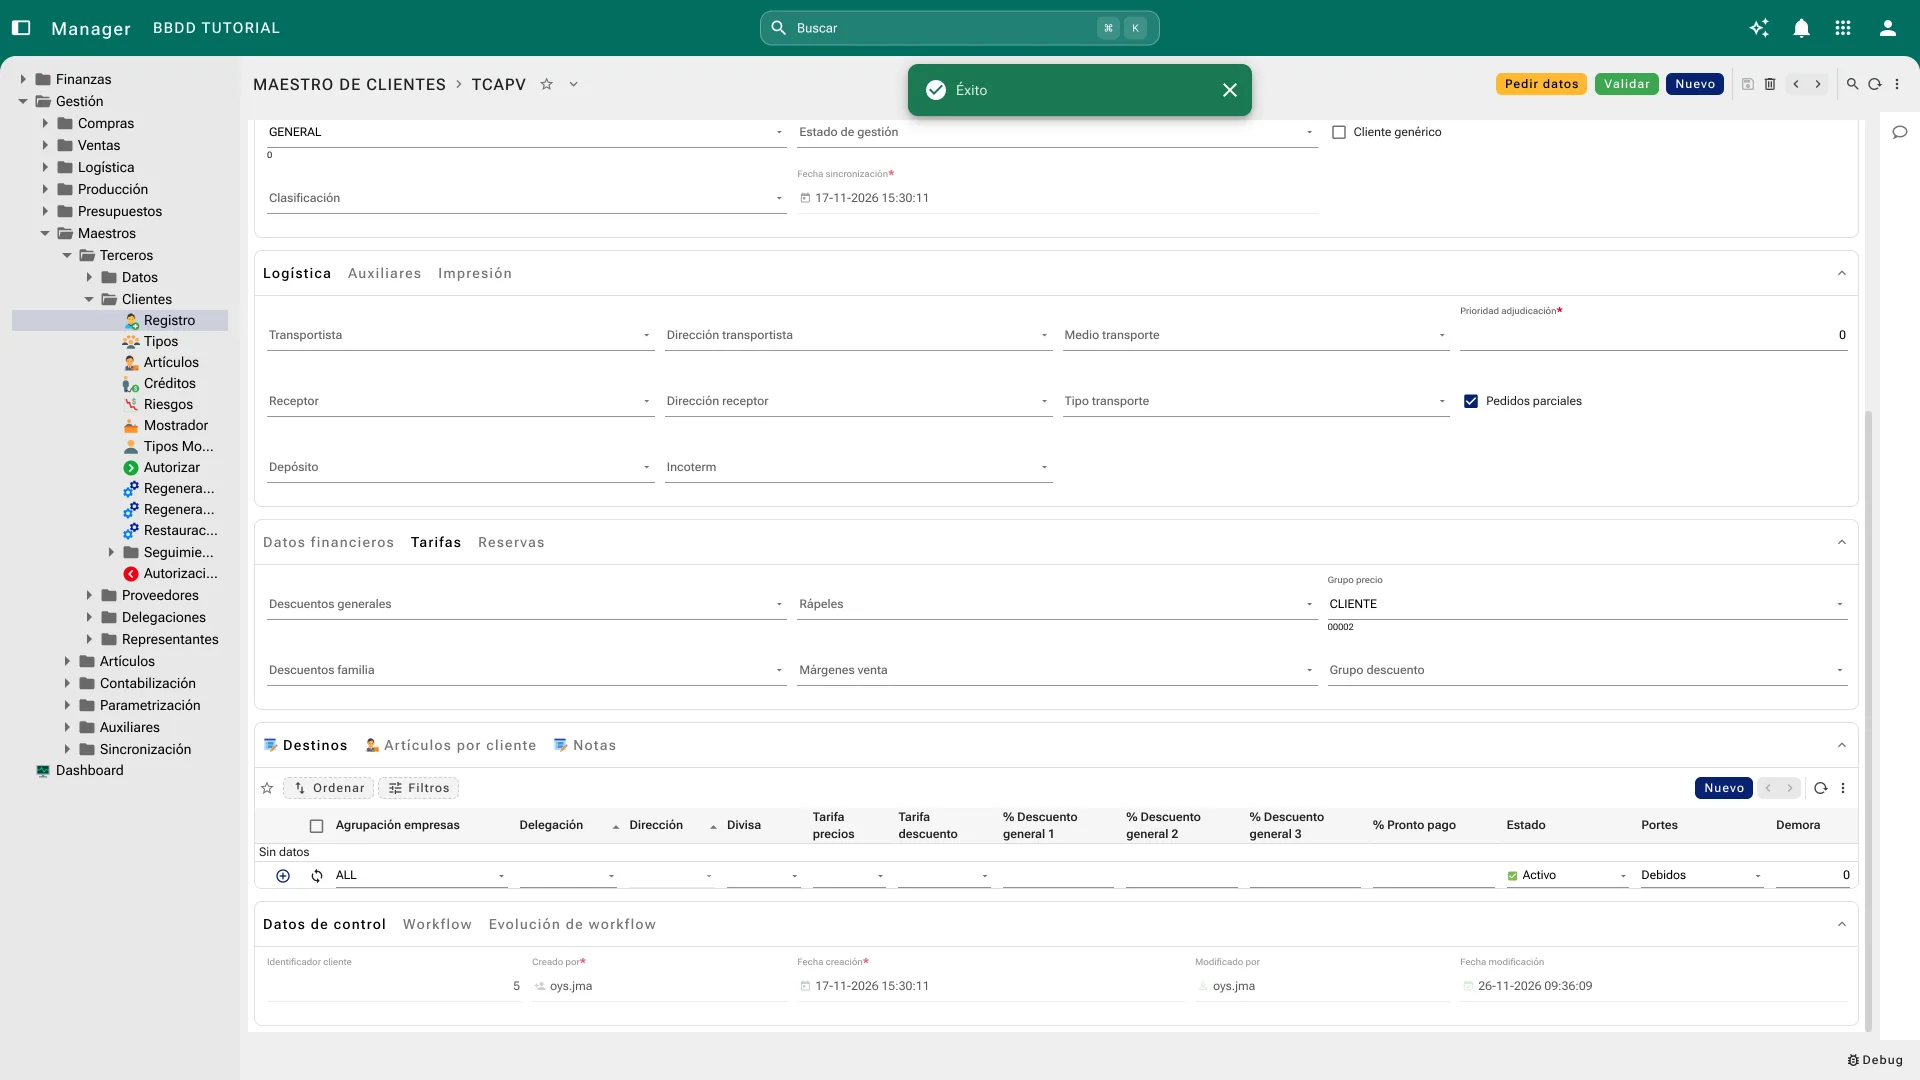 Manager
BBDD TUTORIAL
Buscar
⌘ K
Finanzas
Gestión
Compras
Ventas
Logística
Producción
Presupuestos
Maestros
Terceros
Datos
Clientes
Registro
Tipos
Artículos
Créditos
Riesgos
Mostrador
Tipos Mo...
Autorizar
Regenera...
Regenera...
Restaurac...
Seguimie...
Autorizaci...
Proveedores
Delegaciones
Representantes
Artículos
Contabilización
Parametrización
Auxiliares
Sincronización
Dashboard
MAESTRO DE CLIENTES > TCAPV
Éxito
Pedir datos
Validar
Nuevo
GENERAL
Estado de gestión
Cliente genérico
0
Fecha sincronización*
Clasificación
17-11-2026 15:30:11
Logística Auxiliares Impresión
Prioridad adjudicación*
Transportista
Dirección transportista
Medio transporte
0
Receptor
Dirección receptor
Tipo transporte
Pedidos parciales
Depósito
Incoterm
Datos financieros Tarifas Reservas
Grupo precio
Descuentos generales
Rápeles
CLIENTE
00002
Descuentos familia
Márgenes venta
Grupo descuento
Destinos Artículos por cliente Notas
Ordenar
Filtros
Nuevo
Agrupación empresas
Delegación
Dirección
Divisa
Tarifa precios
Tarifa descuento
% Descuento general 1
% Descuento general 2
% Descuento general 3
% Pronto pago
Estado
Portes
Demora
Sin datos
ALL
Activo
Debidos
0
Datos de control Workflow Evolución de workflow
Identificador cliente
Creado por*
Fecha creación*
Modificado por
Fecha modificación
5
oys.jma
17-11-2026 15:30:11
oys.jma
26-11-2026 09:36:09
Debug